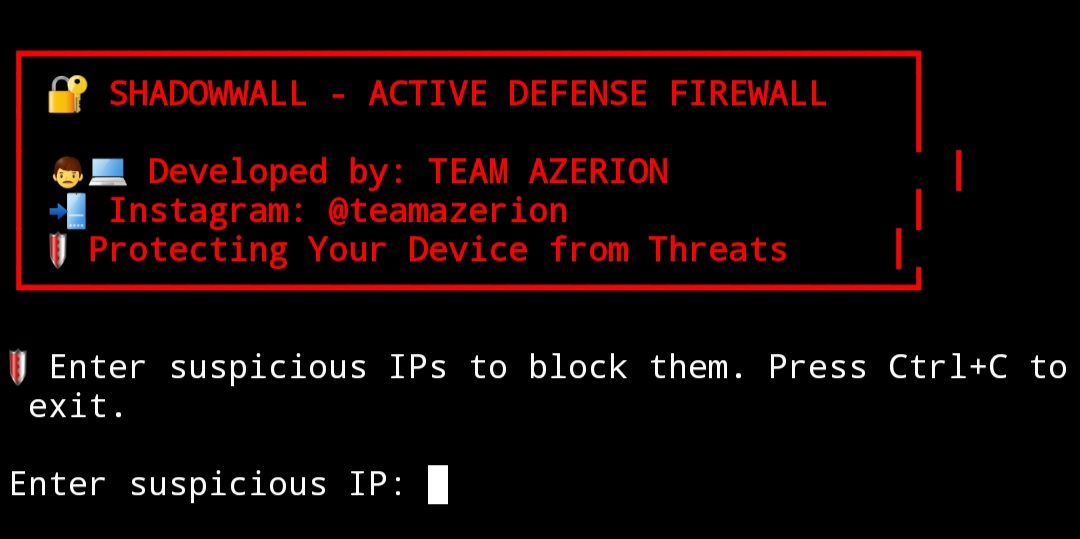 🔐 SHADOWWALL - ACTIVE DEFENSE FIREWALL
👨💻 Developed by: TEAM AZERION
📲 Instagram: @teamazerion
🛡 Protecting Your Device from Threats
🛡 Enter suspicious IPs to block them. Press Ctrl+C to
exit.
Enter suspicious IP: